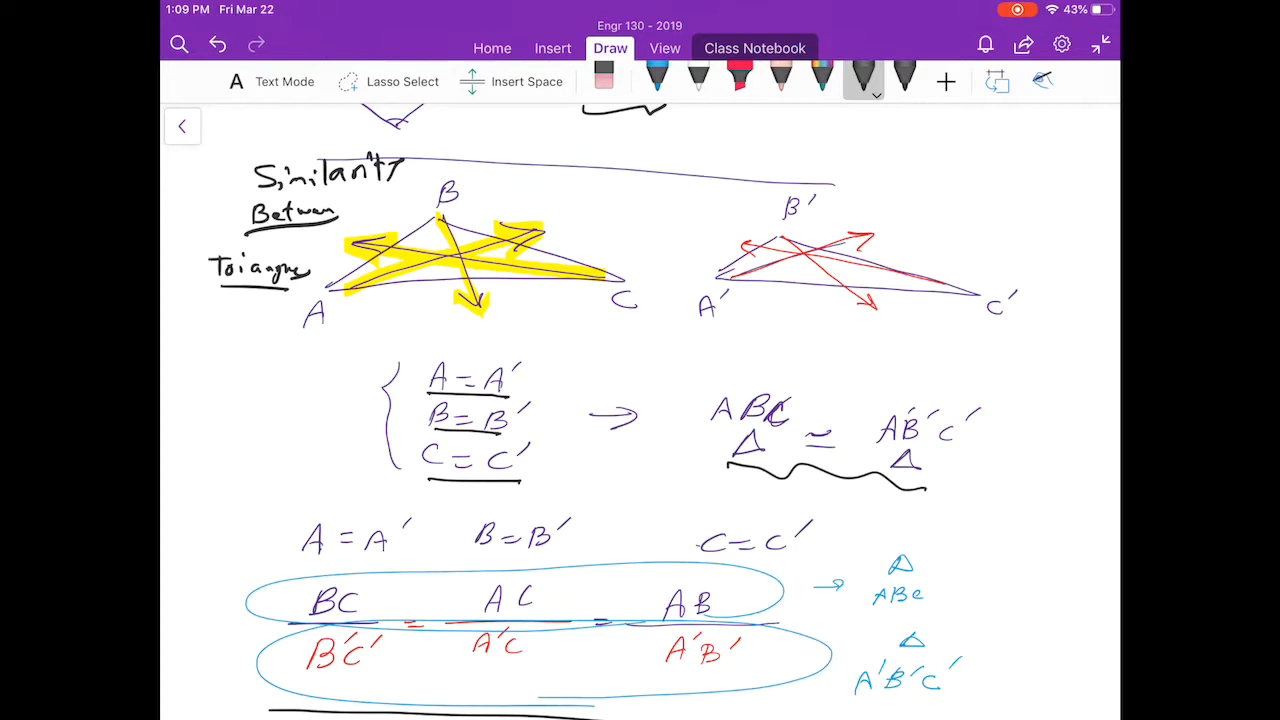 1:09 PM Fri Mar 22
43%
Engr 130 - 2019
Home Insert Draw View Class Notebook
A Text Mode Lasso Select Insert Space
Similarity
Between
Triangne
B
A
C
B'
A'
C'
A = A'
B = B'
C = C'
→
ABC
Δ
≃
A'B'C'
Δ
A = A' B = B' C = C'
BC AC AB
= =
B'C' A'C A'B'
→
Δ
ABC
Δ
A'B'C'